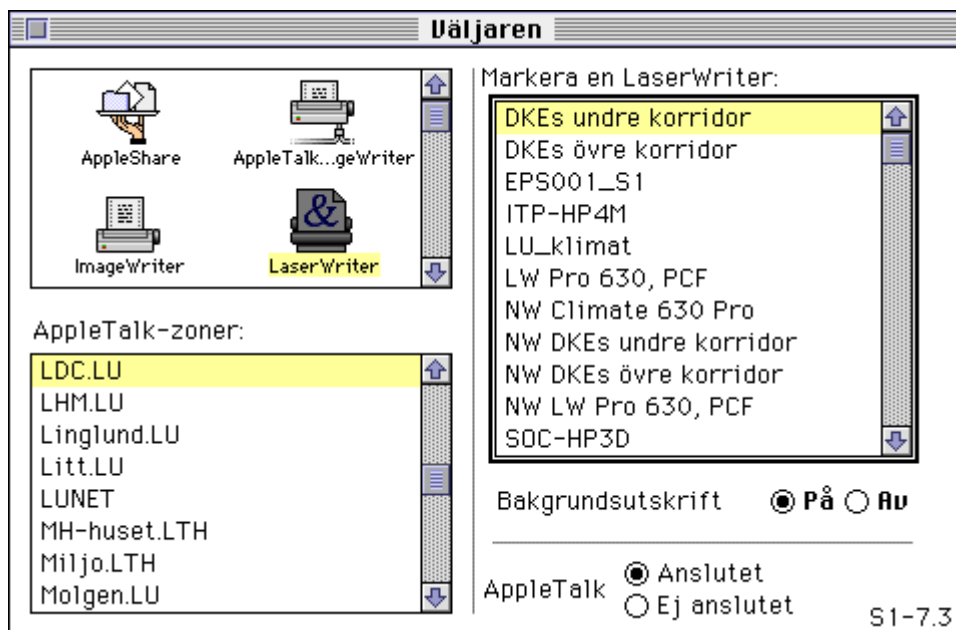 Väljaren
AppleShare
AppleTalk...geWriter
ImageWriter
LaserWriter
AppleTalk-zoner:
LDC.LU
LHM.LU
Linglund.LU
Litt.LU
LUNET
MH-huset.LTH
Miljo.LTH
Molgen.LU
Markera en LaserWriter:
DKEs undre korridor
DKEs övre korridor
EPS001_S1
ITP-HP4M
LU_klimat
LW Pro 630, PCF
NW Climate 630 Pro
NW DKEs undre korridor
NW DKEs övre korridor
NW LW Pro 630, PCF
SOC-HP3D
Bakgrundsutskrift På Av
AppleTalk Anslutet
Ej anslutet
S1-7.3